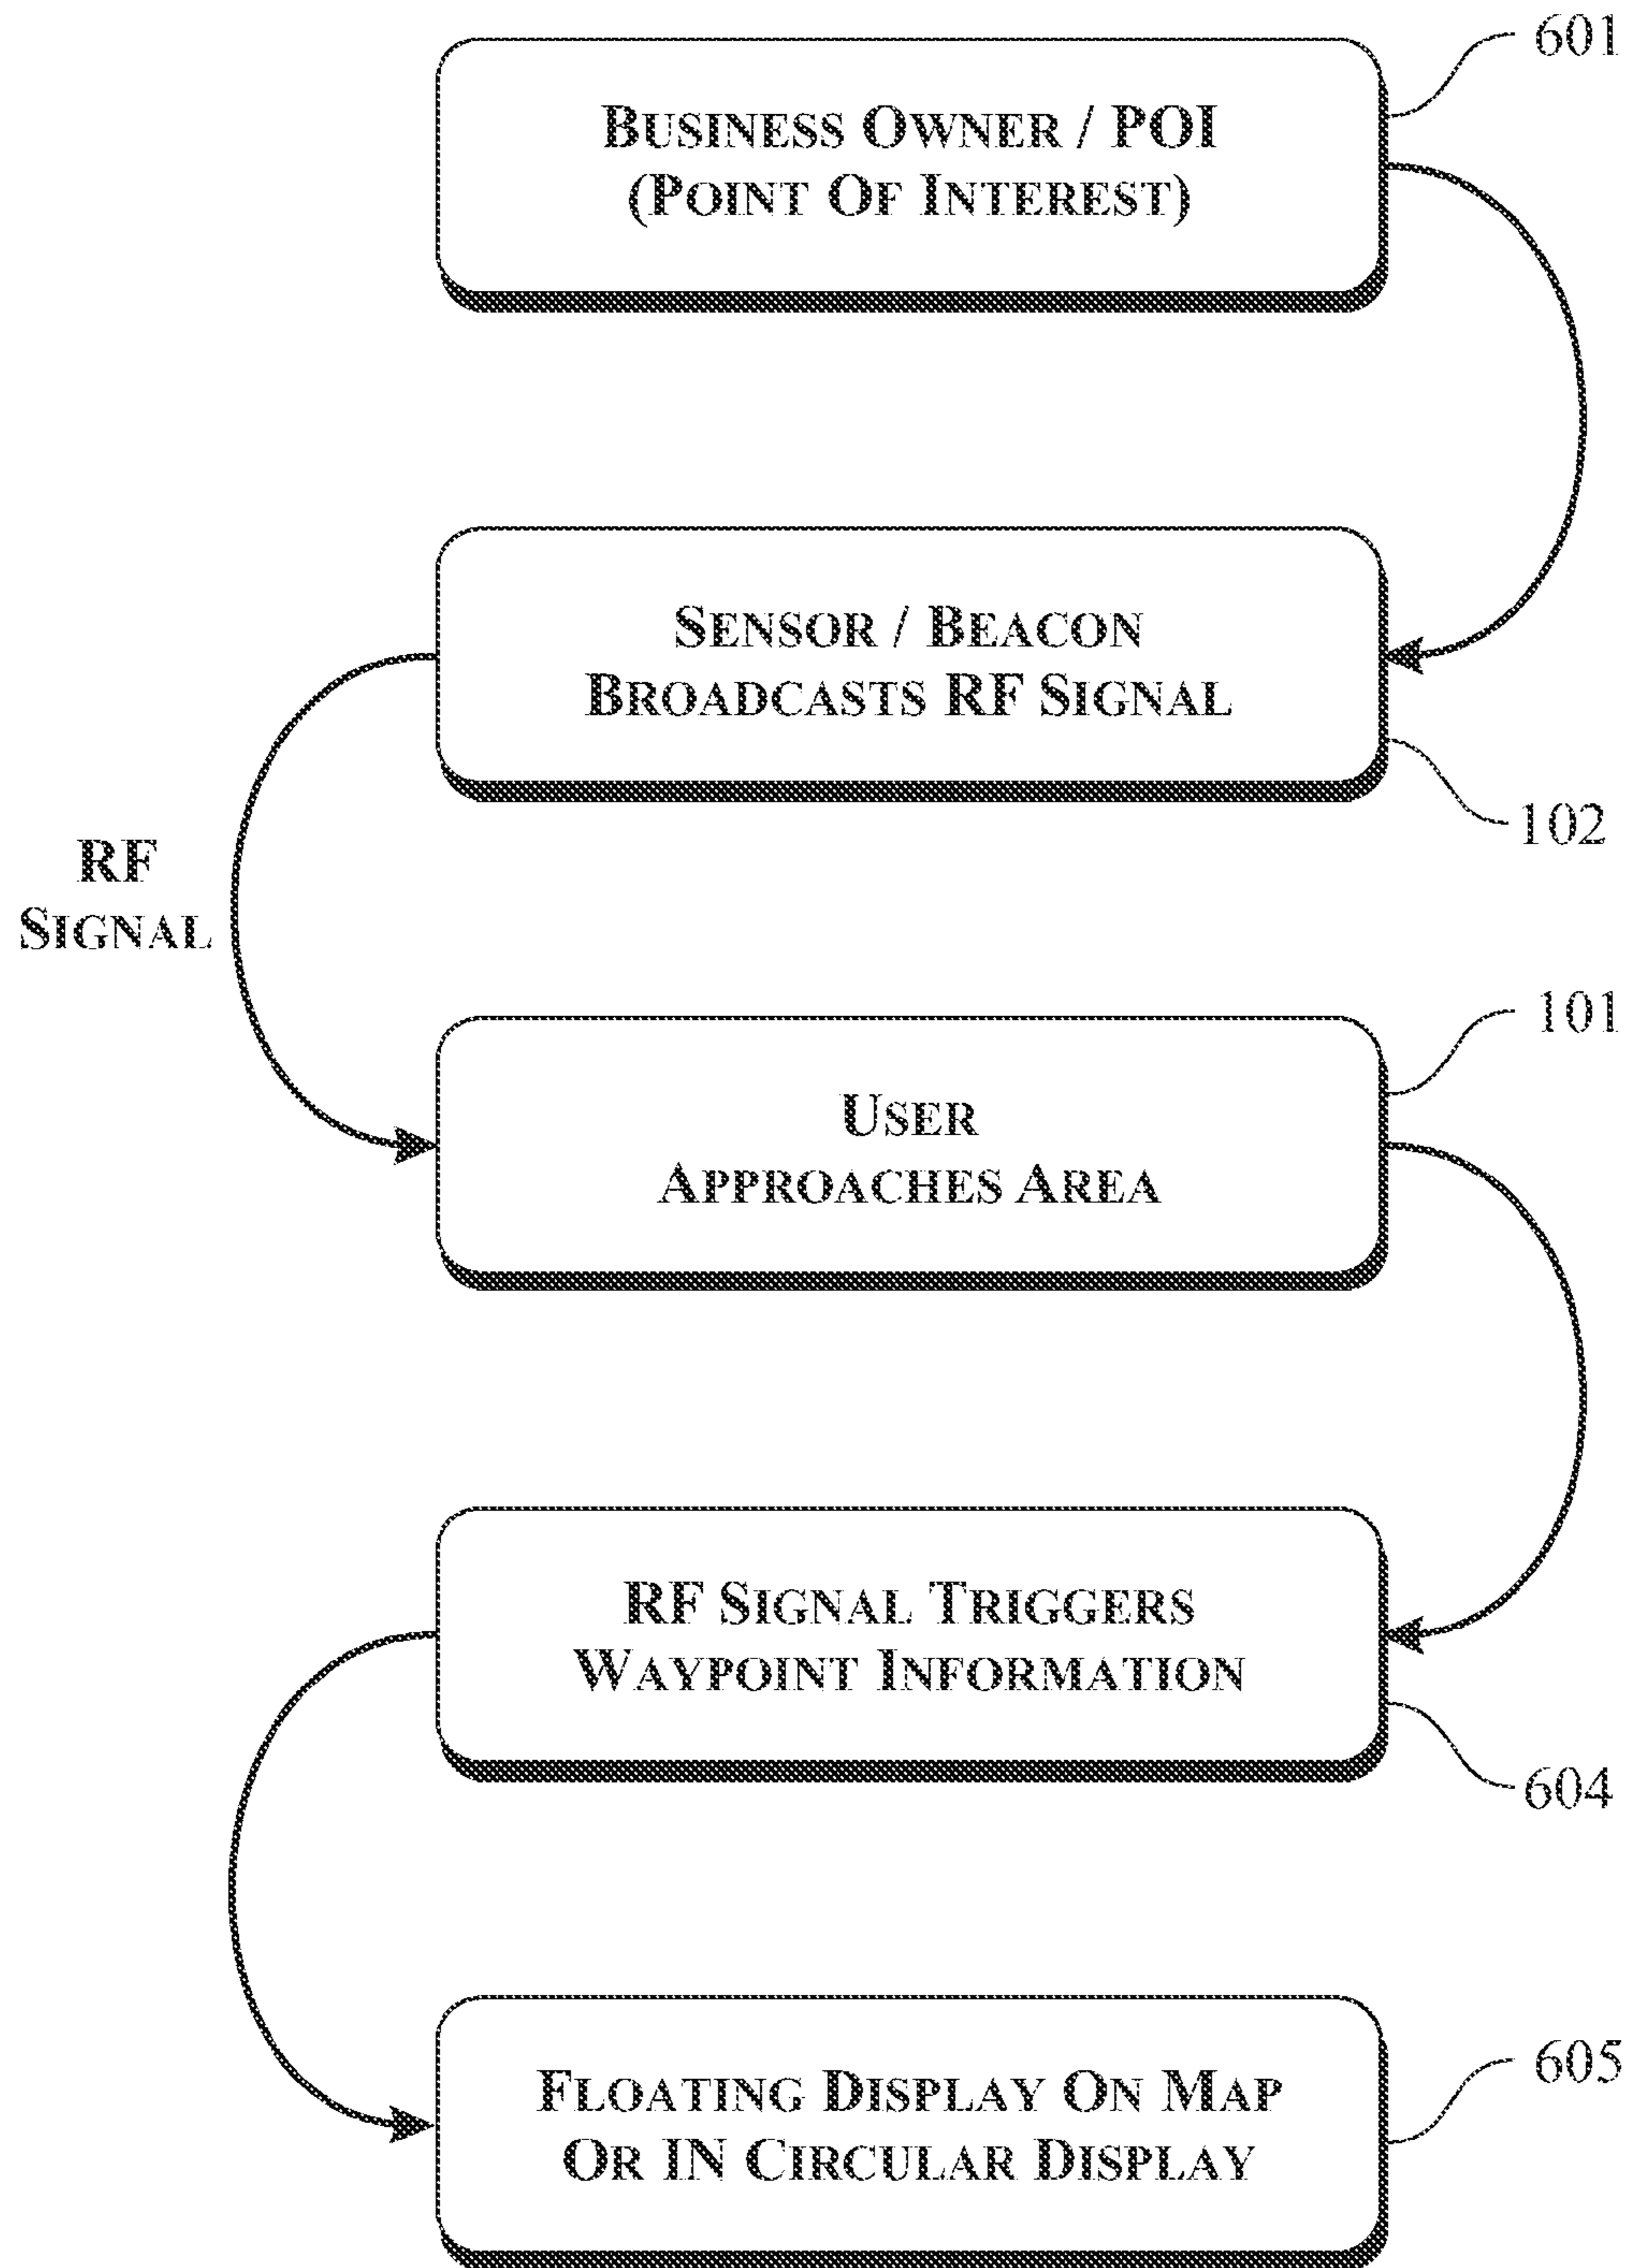 601
BUSINESS OWNER / POI
(POINT OF INTEREST)
SENSOR / BEACON
BROADCASTS RF SIGNAL
102
RF
SIGNAL
101
USER
APPROACHES AREA
RF SIGNAL TRIGGERS
WAYPOINT INFORMATION
604
605
FLOATING DISPLAY ON MAP
OR IN CIRCULAR DISPLAY